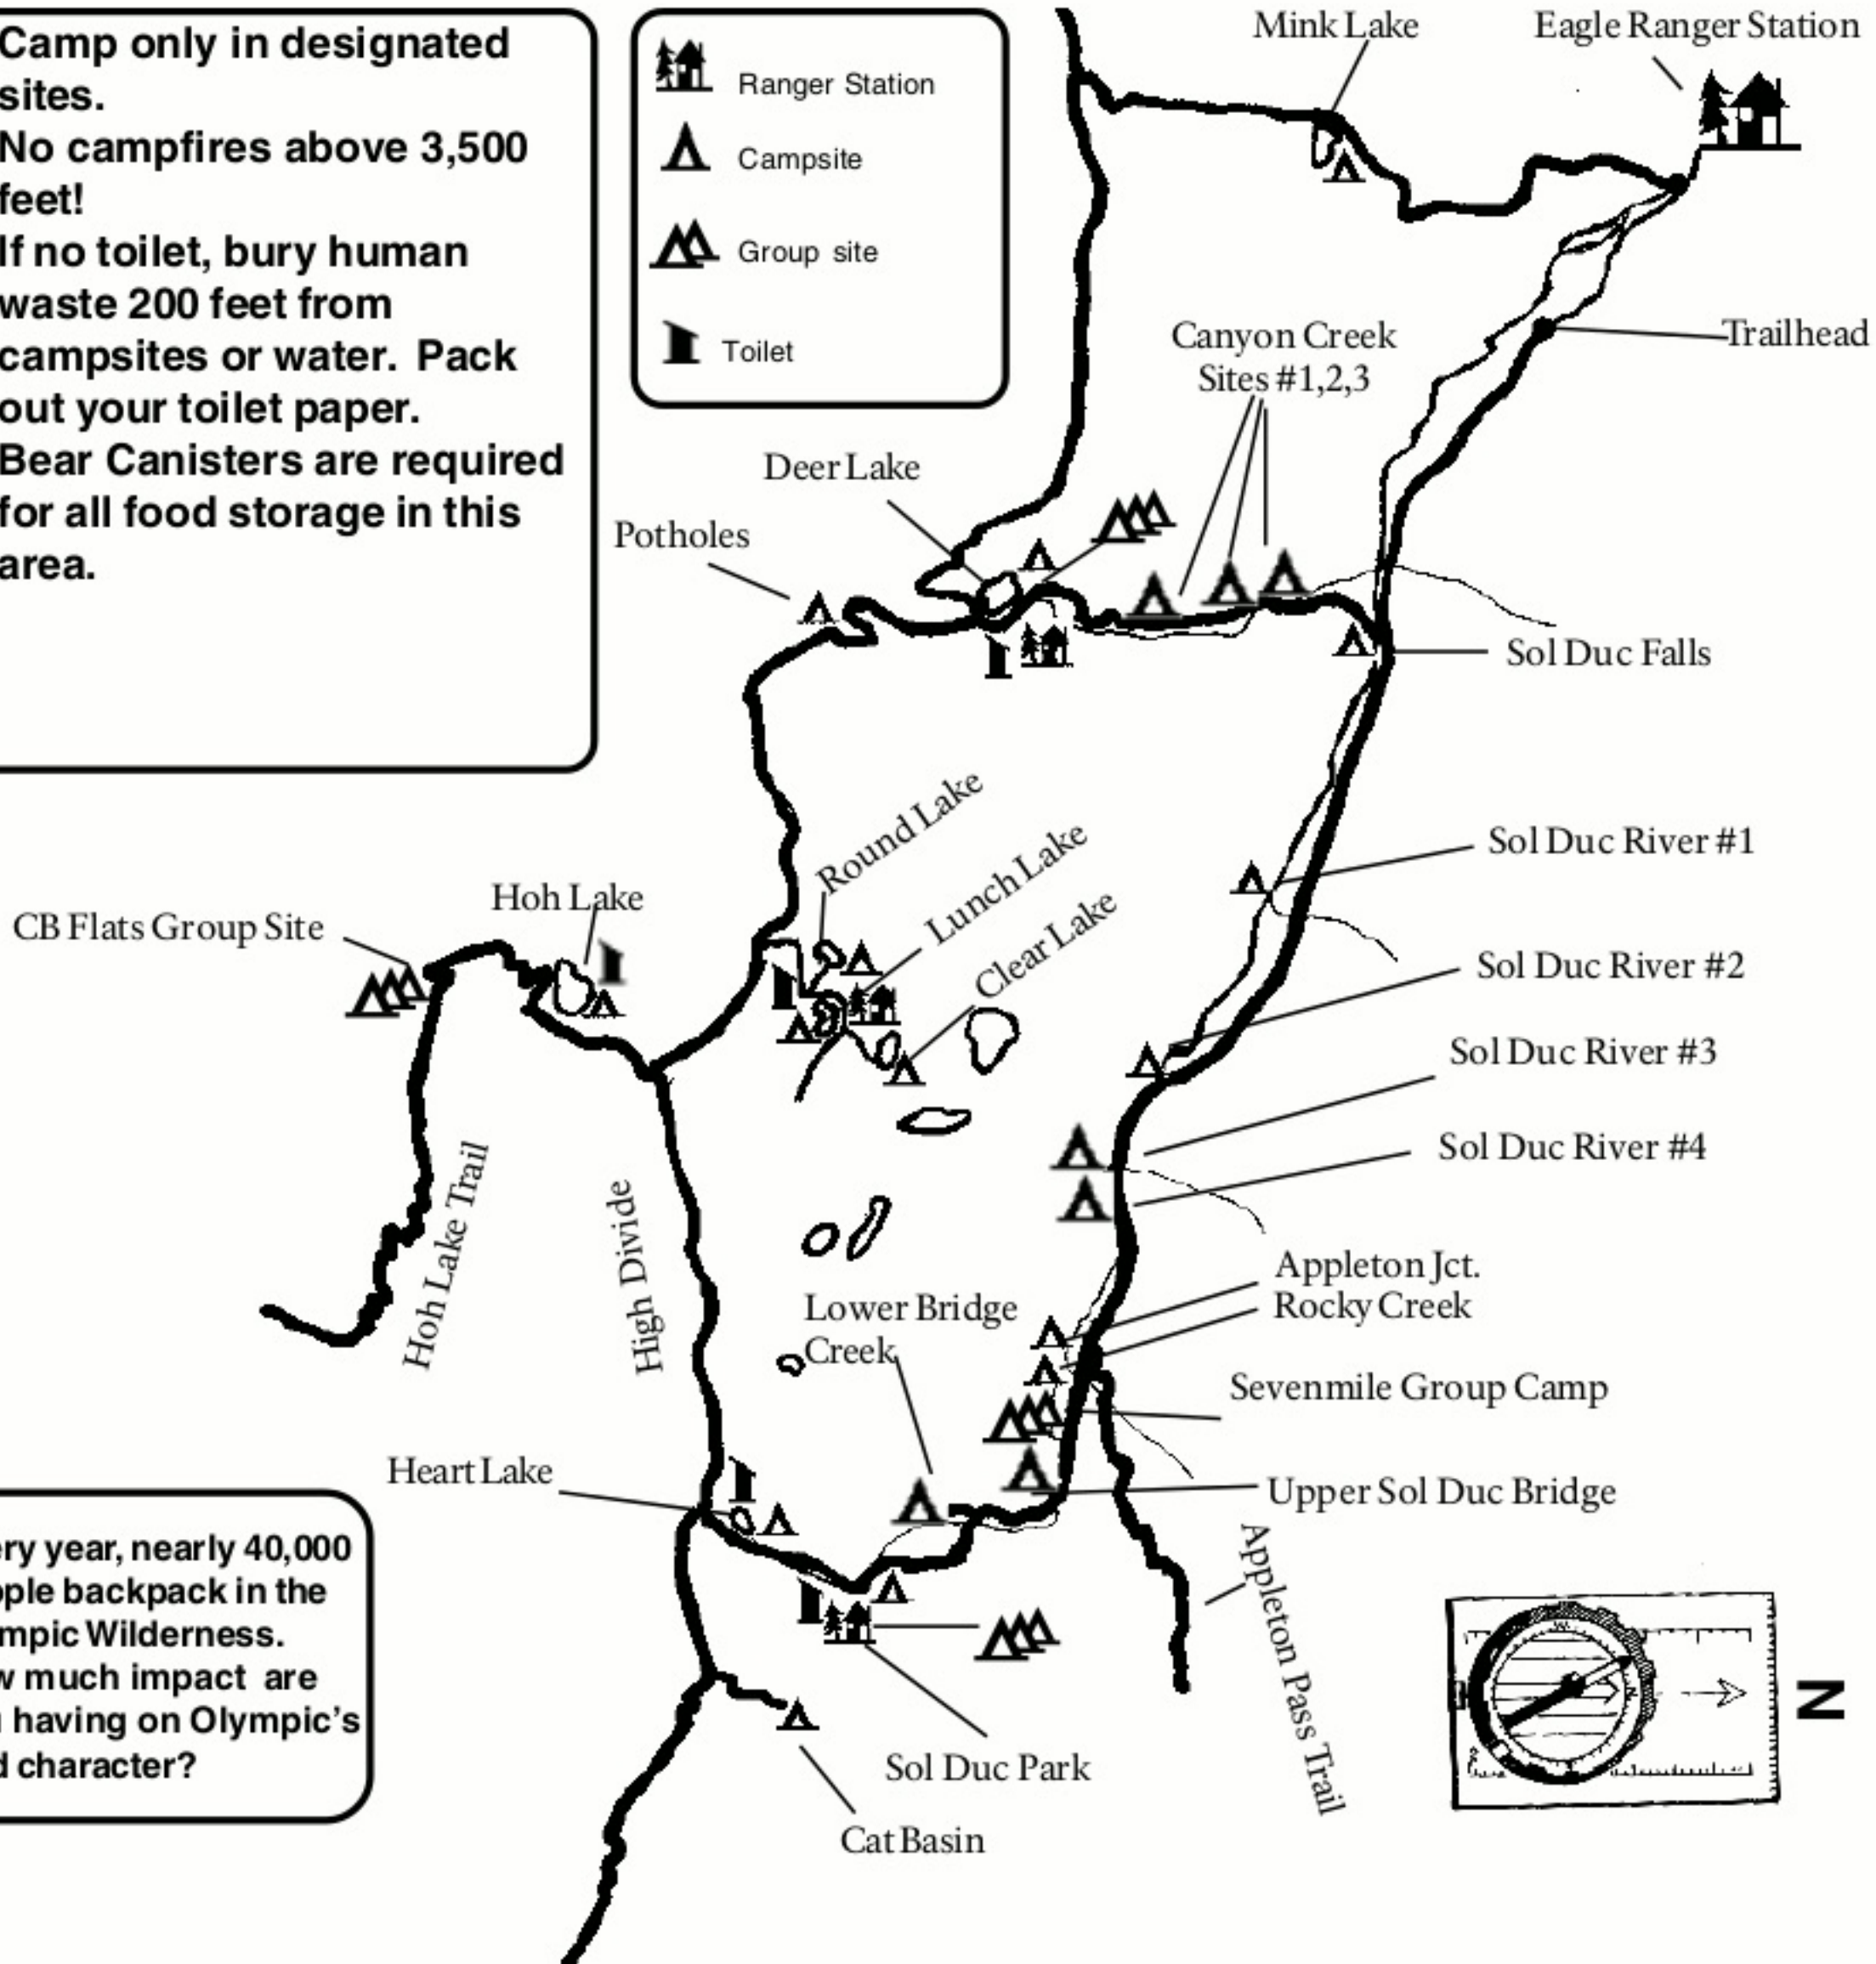 Camp only in designated
sites.
No campfires above 3,500
feet!
If no toilet, bury human
waste 200 feet from
campsites or water. Pack
out your toilet paper.
Bear Canisters are required
for all food storage in this
area.
Ranger Station
Campsite
Group site
Toilet
Mink Lake
Eagle Ranger Station
Trailhead
Canyon Creek
Sites #1,2,3
Deer Lake
Potholes
Sol Duc Falls
Round Lake
Lunch Lake
Clear Lake
Sol Duc River #1
Hoh Lake
CB Flats Group Site
Sol Duc River #2
Sol Duc River #3
Sol Duc River #4
Hoh Lake Trail
High Divide
Appleton Jct.
Rocky Creek
Lower Bridge
Creek
Sevenmile Group Camp
Heart Lake
Upper Sol Duc Bridge
Appleton Pass Trail
ery year, nearly 40,000
ople backpack in the
mpic Wilderness.
w much impact are
having on Olympic's
d character?
N
Sol Duc Park
Cat Basin